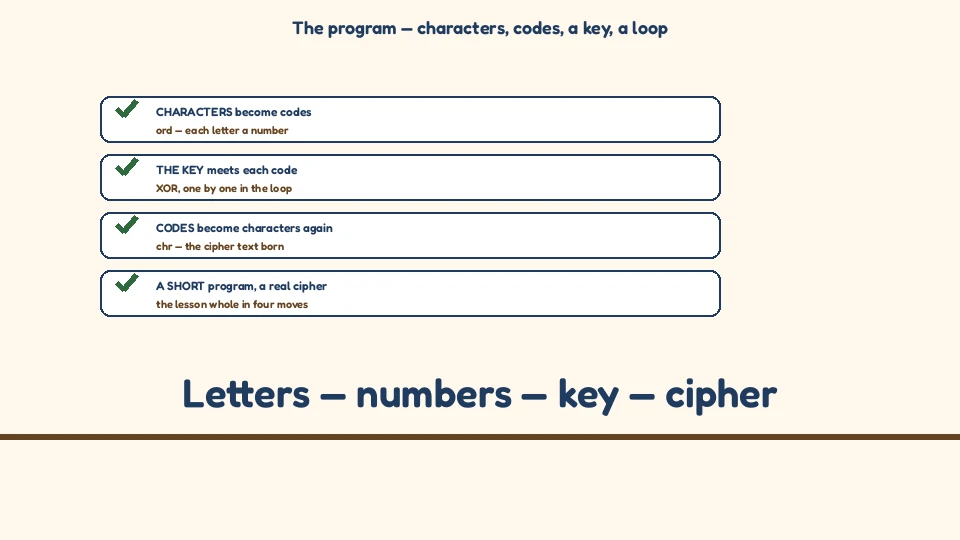 The program — characters, codes, a key, a loop
CHARACTERS become codes
ord — each letter a number
THE KEY meets each code
XOR, one by one in the loop
CODES become characters again
chr — the cipher text born
A SHORT program, a real cipher
the lesson whole in four moves
Letters — numbers — key — cipher